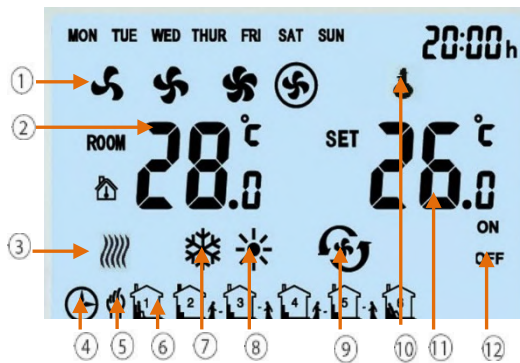 MON TUE WED THUR FRI SAT SUN 20:00h
①
② ROOM 28.0 °C SET 26.0 °C
③ ON
OFF
1 2 3 4 5 6
④ ⑤ ⑥ ⑦ ⑧ ⑨ ⑩ ⑪ ⑫